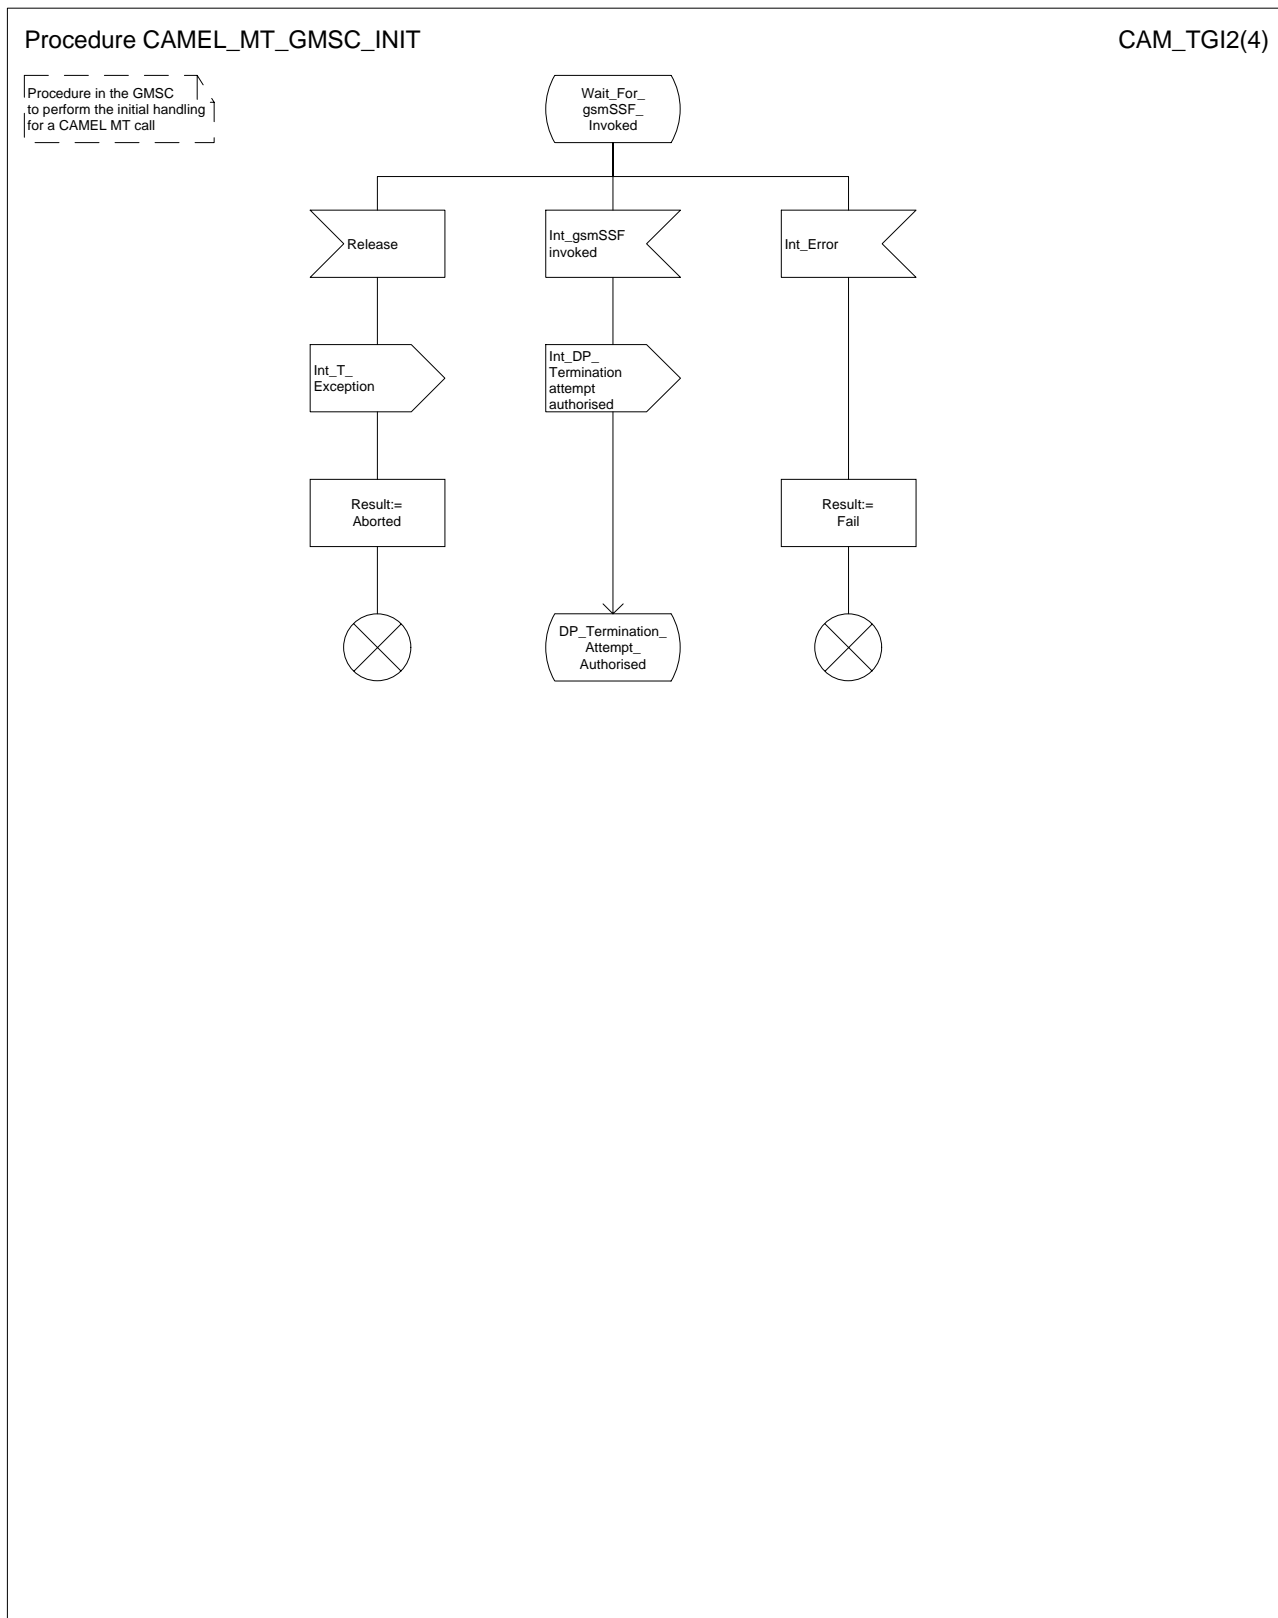 Procedure CAMEL_MT_GMSC_INIT
CAM_TGI2(4)
Procedure in the GMSC
to perform the initial handling
for a CAMEL MT call
Wait_For_
gsmSSF_
Invoked
Release
Int_gsmSSF
invoked
Int_Error
Int_T_
Exception
Int_DP_
Termination
attempt
authorised
Result:=
Aborted
Result:=
Fail
DP_Termination_
Attempt_
Authorised